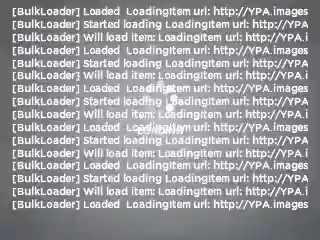 [BulkLoader] Loaded  LoadingItem url: http://YPA.images
[BulkLoader] Started loading LoadingItem url: http://YPA
[BulkLoader] Will load item: LoadingItem url: http://YPA.i
[BulkLoader] Loaded  LoadingItem url: http://YPA.images
[BulkLoader] Started loading LoadingItem url: http://YPA
[BulkLoader] Will load item: LoadingItem url: http://YPA.i
[BulkLoader] Loaded  LoadingItem url: http://YPA.images
[BulkLoader] Started loading LoadingItem url: http://YPA
[BulkLoader] Will load item: LoadingItem url: http://YPA.i
[BulkLoader] Loaded  LoadingItem url: http://YPA.images
[BulkLoader] Started loading LoadingItem url: http://YPA
[BulkLoader] Will load item: LoadingItem url: http://YPA.i
[BulkLoader] Loaded  LoadingItem url: http://YPA.images
[BulkLoader] Started loading LoadingItem url: http://YPA
[BulkLoader] Will load item: LoadingItem url: http://YPA.i
[BulkLoader] Loaded  LoadingItem url: http://YPA.images